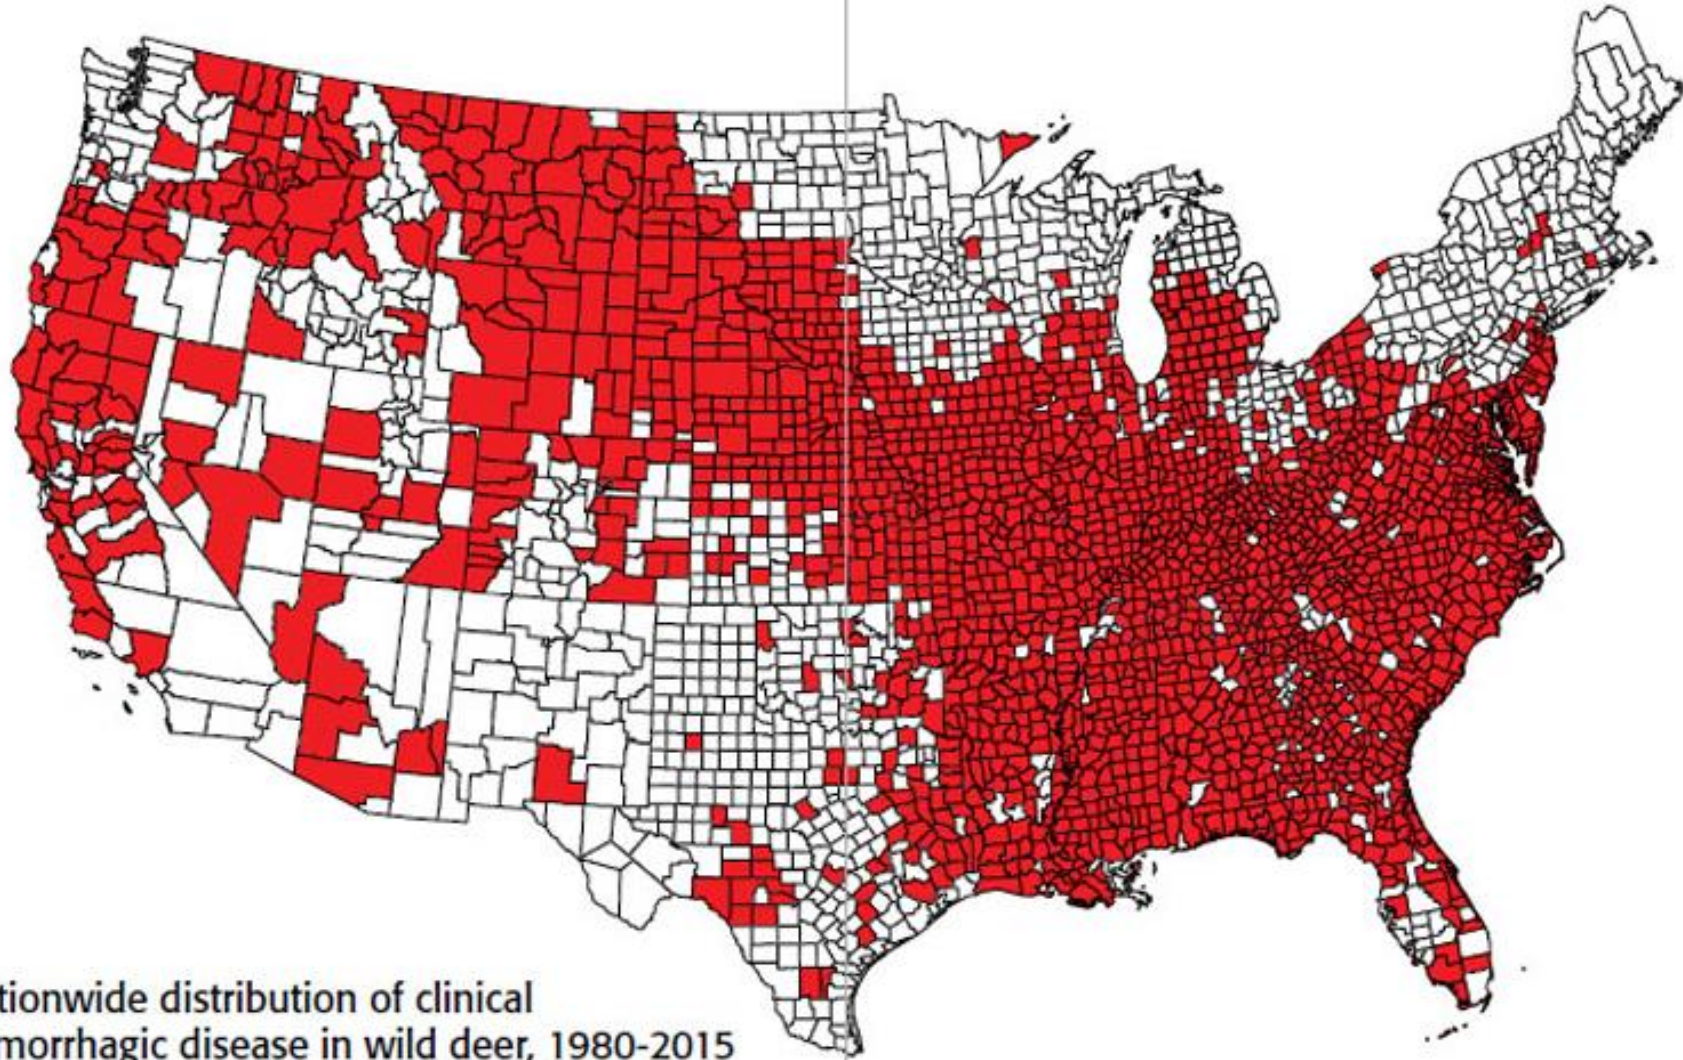 tionwide distribution of clinical
morrhagic disease in wild deer, 1980-2015